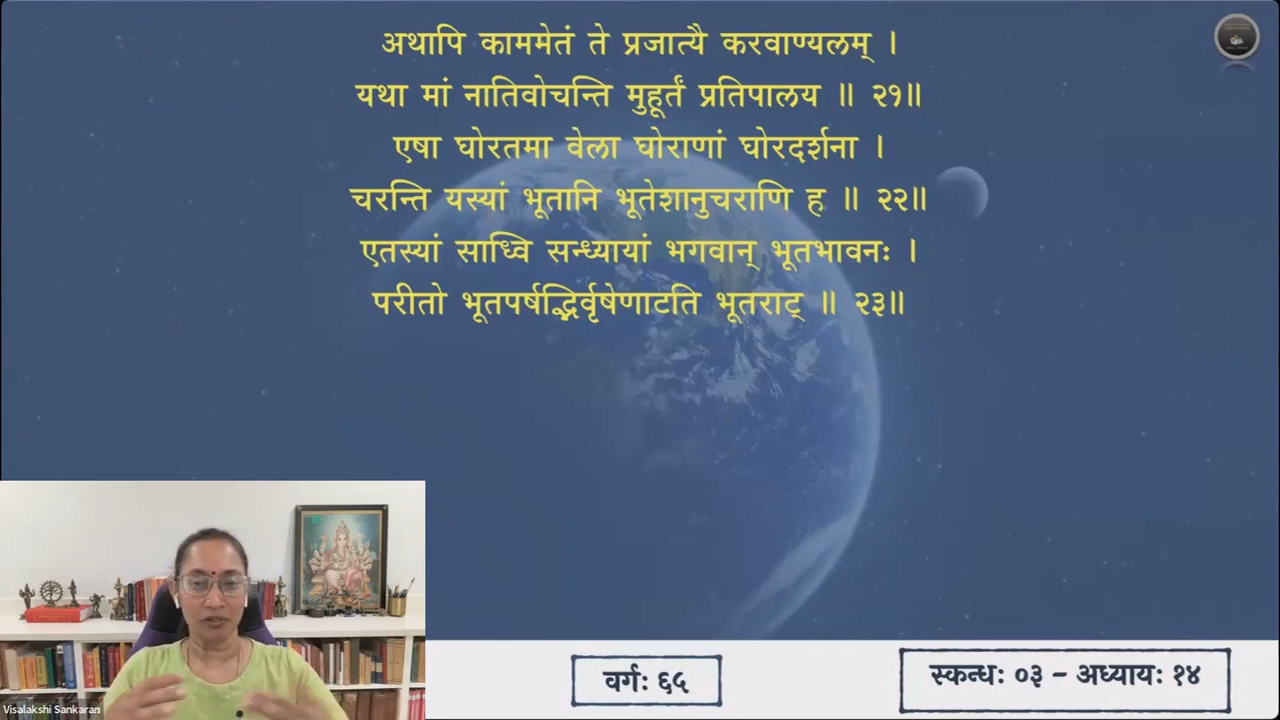 अथापि काममेतं ते प्रजात्यै करवाण्यलम् ।
यथा मां नातिवोचन्ति मुहूर्तं प्रतिपालय ॥ २१॥
एषा घोरतमा वेला घोराणां घोरदर्शना ।
चरन्ति यस्यां भूतानि भूतेशानुचराणि ह ॥ २२॥
एतस्यां साध्वि सन्ध्यायां भगवान् भूतभावनः ।
परीतो भूतपर्षद्भिर्वृषेणाटति भूतराट् ॥ २३॥
वर्गः ६५
स्कन्धः ०३ - अध्यायः १४
Visalakshi Sankaran